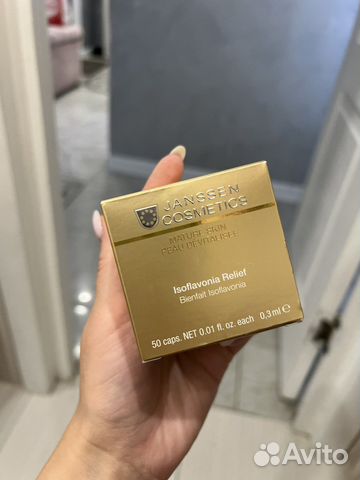 JANSSEN
COSMETICS
MATURE SKIN
PEAU DÉVITALISÉE
Isoflavonia Relief
Bienfait Isoflavonia
50 caps. NET 0.01 fl. oz. each 0,3 ml ℮
Avito